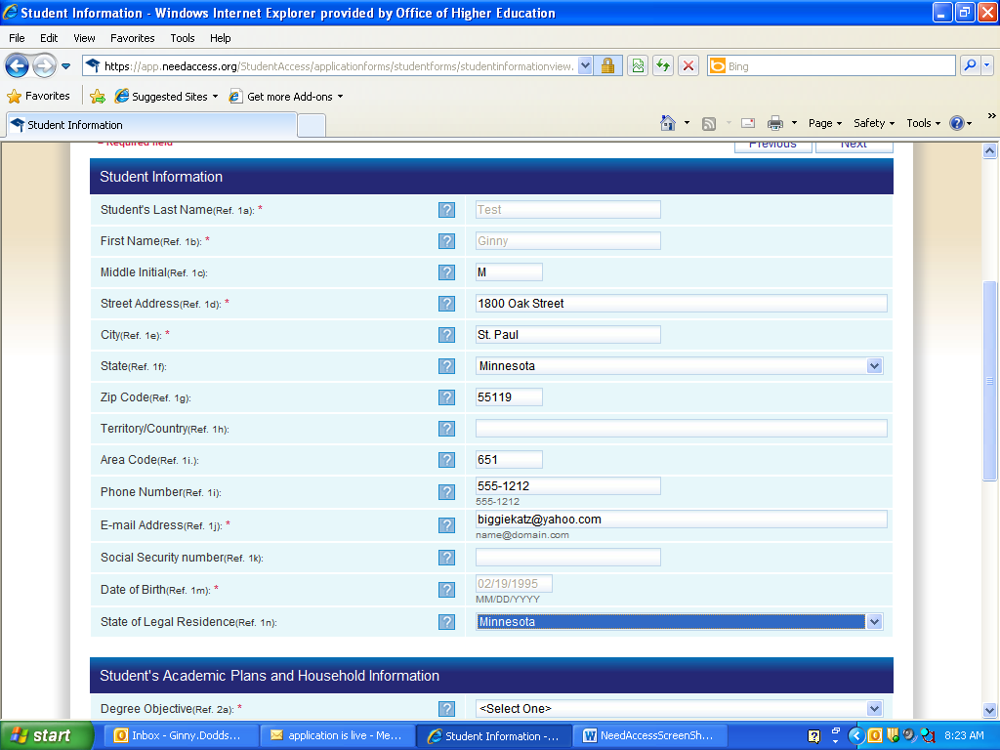 Student Information - Windows Internet Explorer provided by Office of Higher Education
File Edit View Favorites Tools Help
https://app.needaccess.org/StudentAccess/applicationforms/studentforms/studentinformationview. Bing
Favorites Suggested Sites Get more Add-ons
Student Information Page Safety Tools »
= Required field Previous Next
Student Information
Student's Last Name(Ref. 1a): * ? Test
First Name(Ref. 1b): * ? Ginny
Middle Initial(Ref. 1c): ? M
Street Address(Ref. 1d): * ? 1800 Oak Street
City(Ref. 1e): * ? St. Paul
State(Ref. 1f): ? Minnesota
Zip Code(Ref. 1g): ? 55119
Territory/Country(Ref. 1h): ?
Area Code(Ref. 1i.): ? 651
Phone Number(Ref. 1i): ? 555-1212
555-1212
E-mail Address(Ref. 1j): * ? biggiekatz@yahoo.com
name@domain.com
Social Security number(Ref. 1k): ?
Date of Birth(Ref. 1m): * ? 02/19/1995
MM/DD/YYYY
State of Legal Residence(Ref. 1n): ? Minnesota
Student's Academic Plans and Household Information
Degree Objective(Ref. 2a): * ? <Select One>
start Inbox - Ginny.Dodds... application is live - Me... Student Information -... NeedAccessScreenSh... 8:23 AM